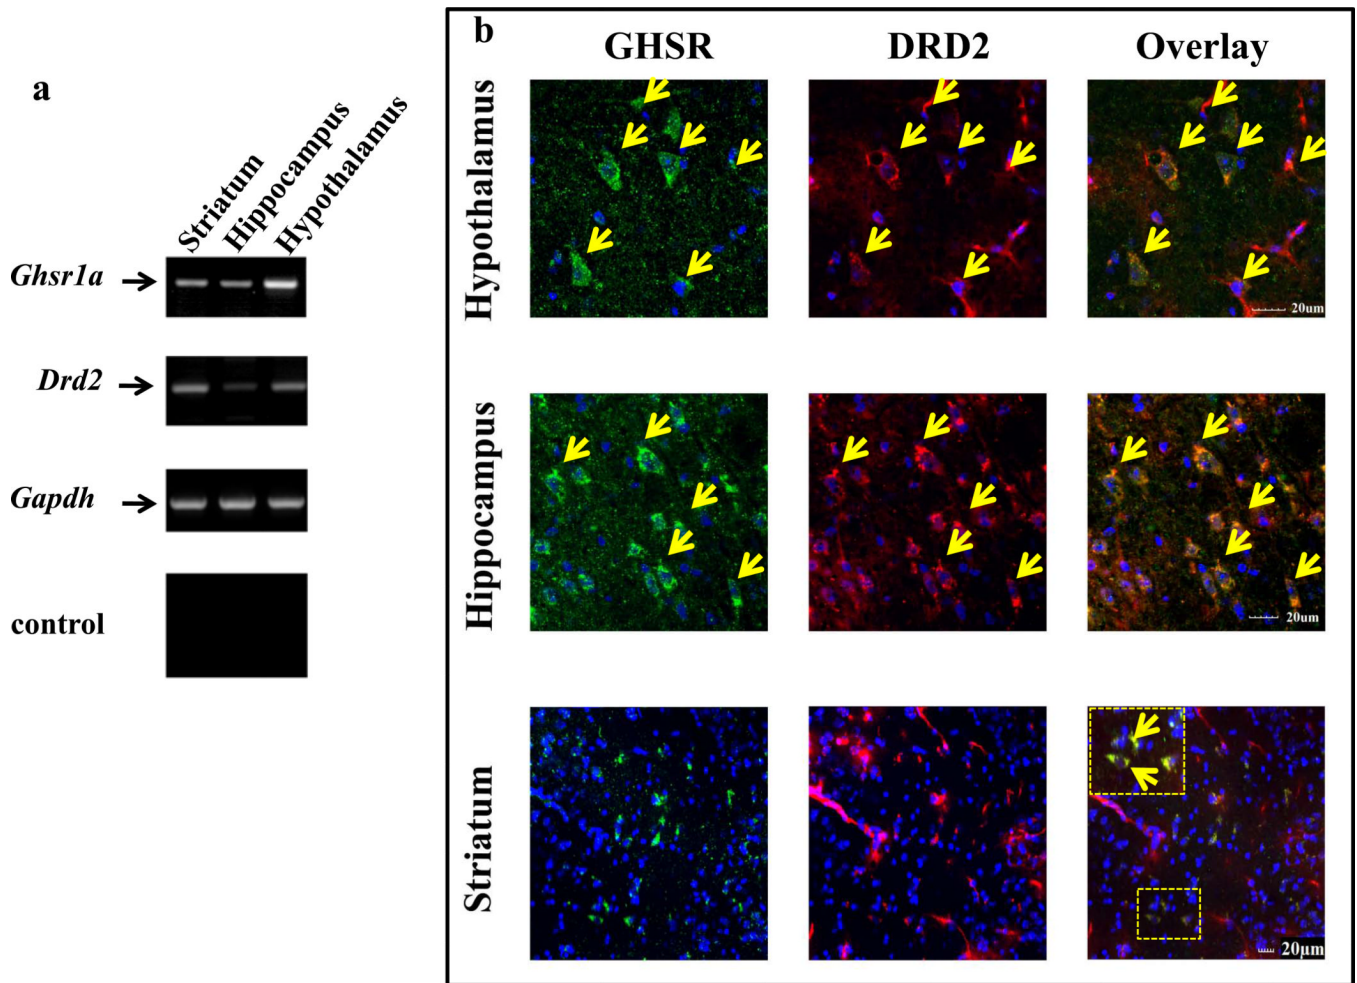 a
Striatum
Hippocampus
Hypothalamus
Ghsr1a
Drd2
Gapdh
control
b
GHSR DRD2 Overlay
Hypothalamus
20um
Hippocampus
20um
Striatum
20μm